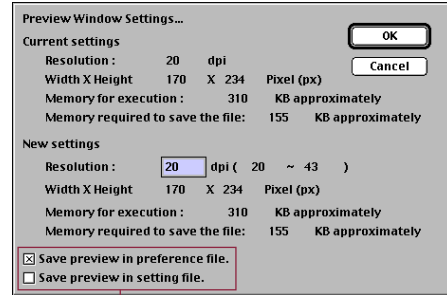 Preview Window Settings...
OK
Current settings
Resolution : 20 dpi
Cancel
Width X Height 170 X 234 Pixel (px)
Memory for execution : 310 KB approximately
Memory required to save the file: 155 KB approximately
New settings
Resolution : 20 dpi ( 20 ~ 43 )
Width X Height 170 X 234 Pixel (px)
Memory for execution : 310 KB approximately
Memory required to save the file: 155 KB approximately
Save preview in preference file.
Save preview in setting file.